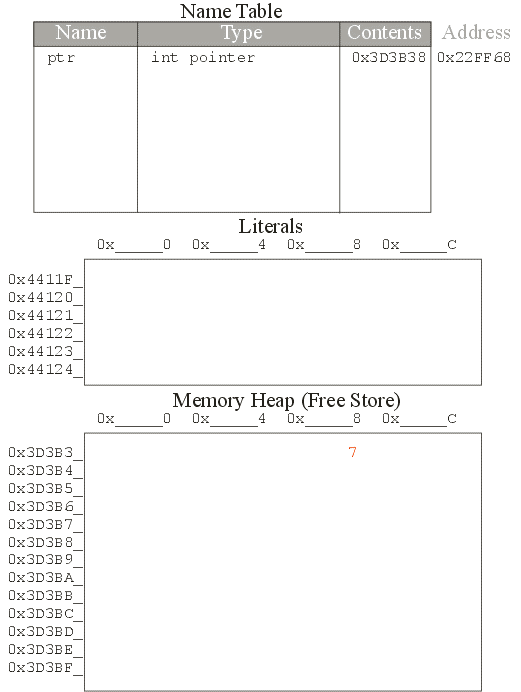 Name Table
Name Type Contents Address
ptr int pointer 0x3D3B38 0x22FF68
Literals
0x_____0 0x_____4 0x_____8 0x_____C
0x4411F_
0x44120_
0x44121_
0x44122_
0x44123_
0x44124_
Memory Heap (Free Store)
0x_____0 0x_____4 0x_____8 0x_____C
0x3D3B3_ 7
0x3D3B4_
0x3D3B5_
0x3D3B6_
0x3D3B7_
0x3D3B8_
0x3D3B9_
0x3D3BA_
0x3D3BB_
0x3D3BC_
0x3D3BD_
0x3D3BE_
0x3D3BF_